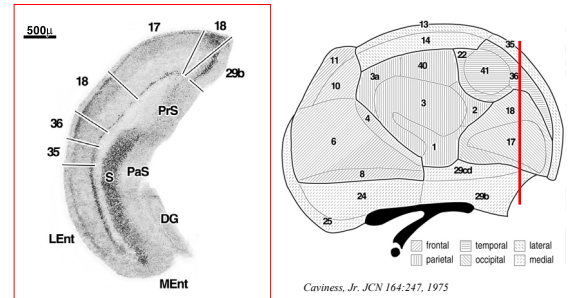 500µ
17
18
18
29b
36
PrS
35
S
PaS
DG
LEnt
MEnt
13
14
35
11
22
40
3a
41
36
10
3
18
4
2
6
17
1
8
29cd
24
29b
25
frontal
temporal
lateral
parietal
occipital
medial
Caviness, Jr. JCN 164:247, 1975